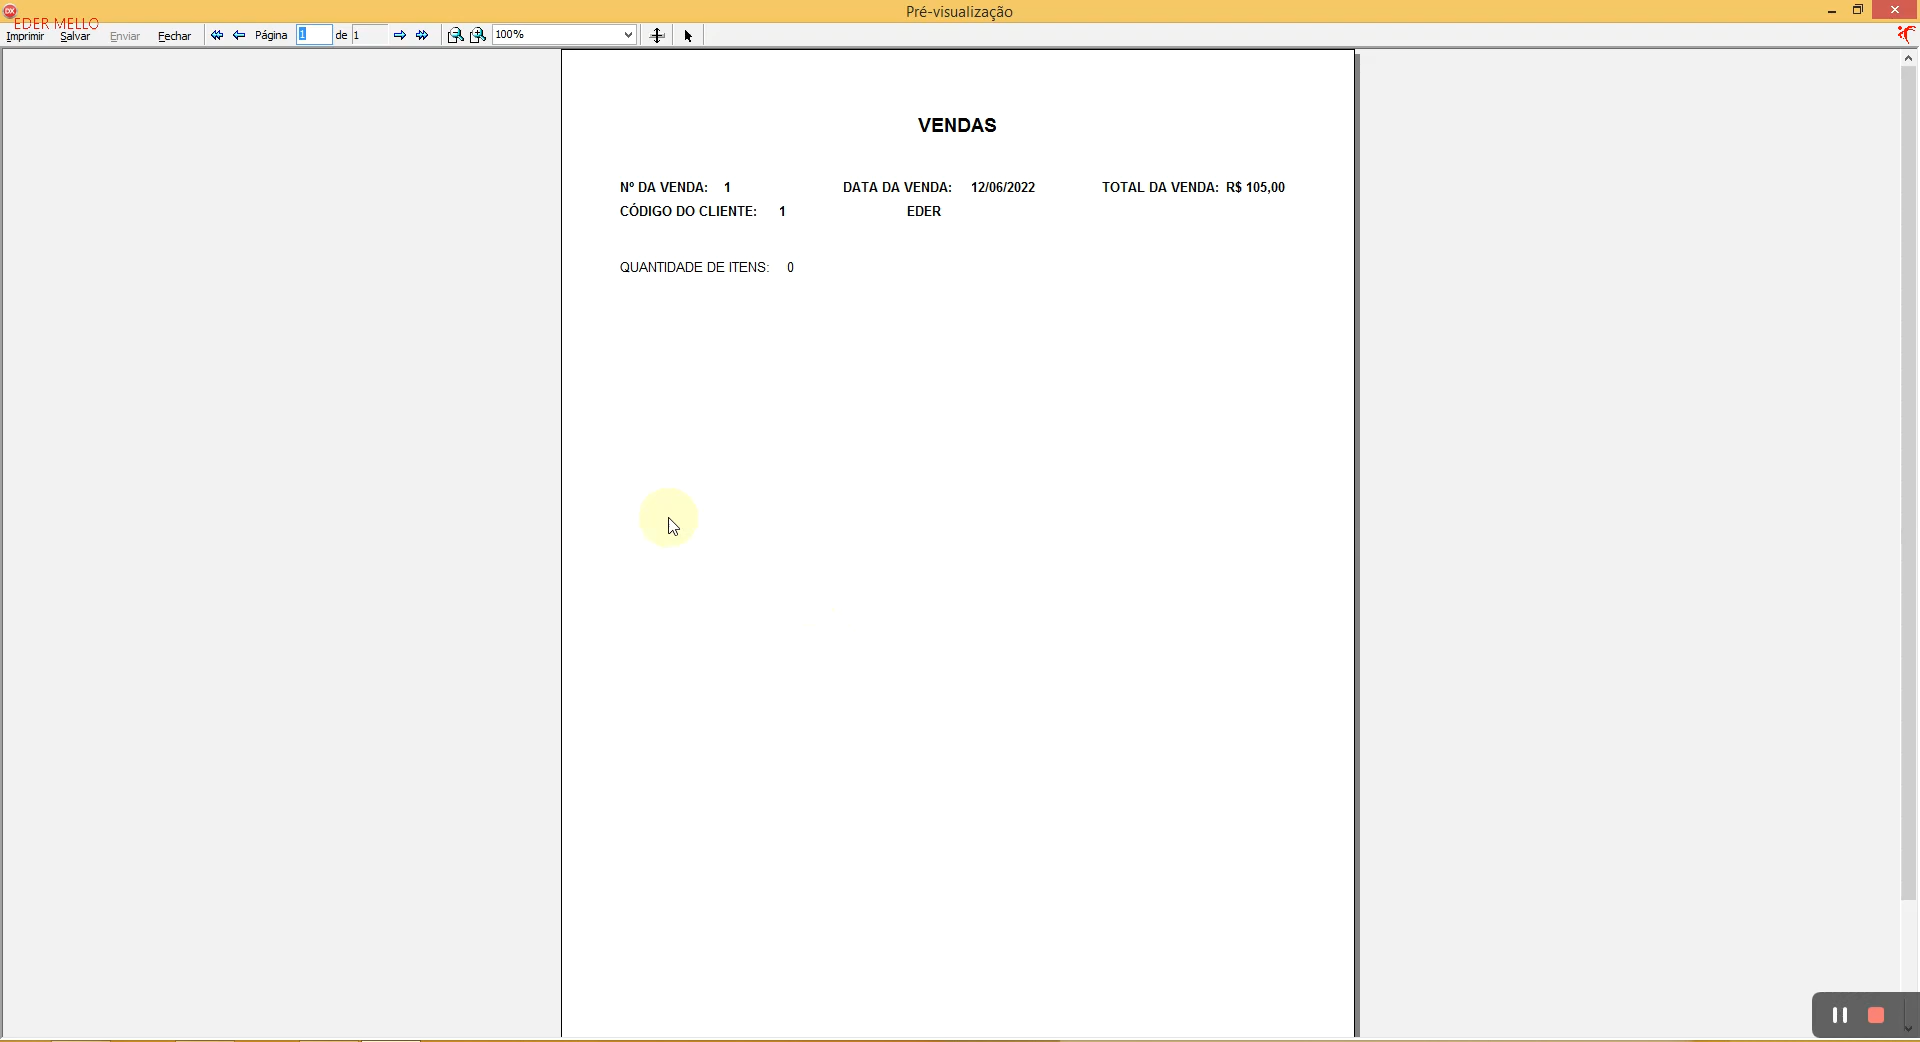 Pré-visualização
EDER MELLO
Imprimir Salvar Enviar Fechar Página 1 de 1 100%
VENDAS
Nº DA VENDA: 1 DATA DA VENDA: 12/06/2022 TOTAL DA VENDA: R$ 105,00
CÓDIGO DO CLIENTE: 1 EDER
QUANTIDADE DE ITENS: 0